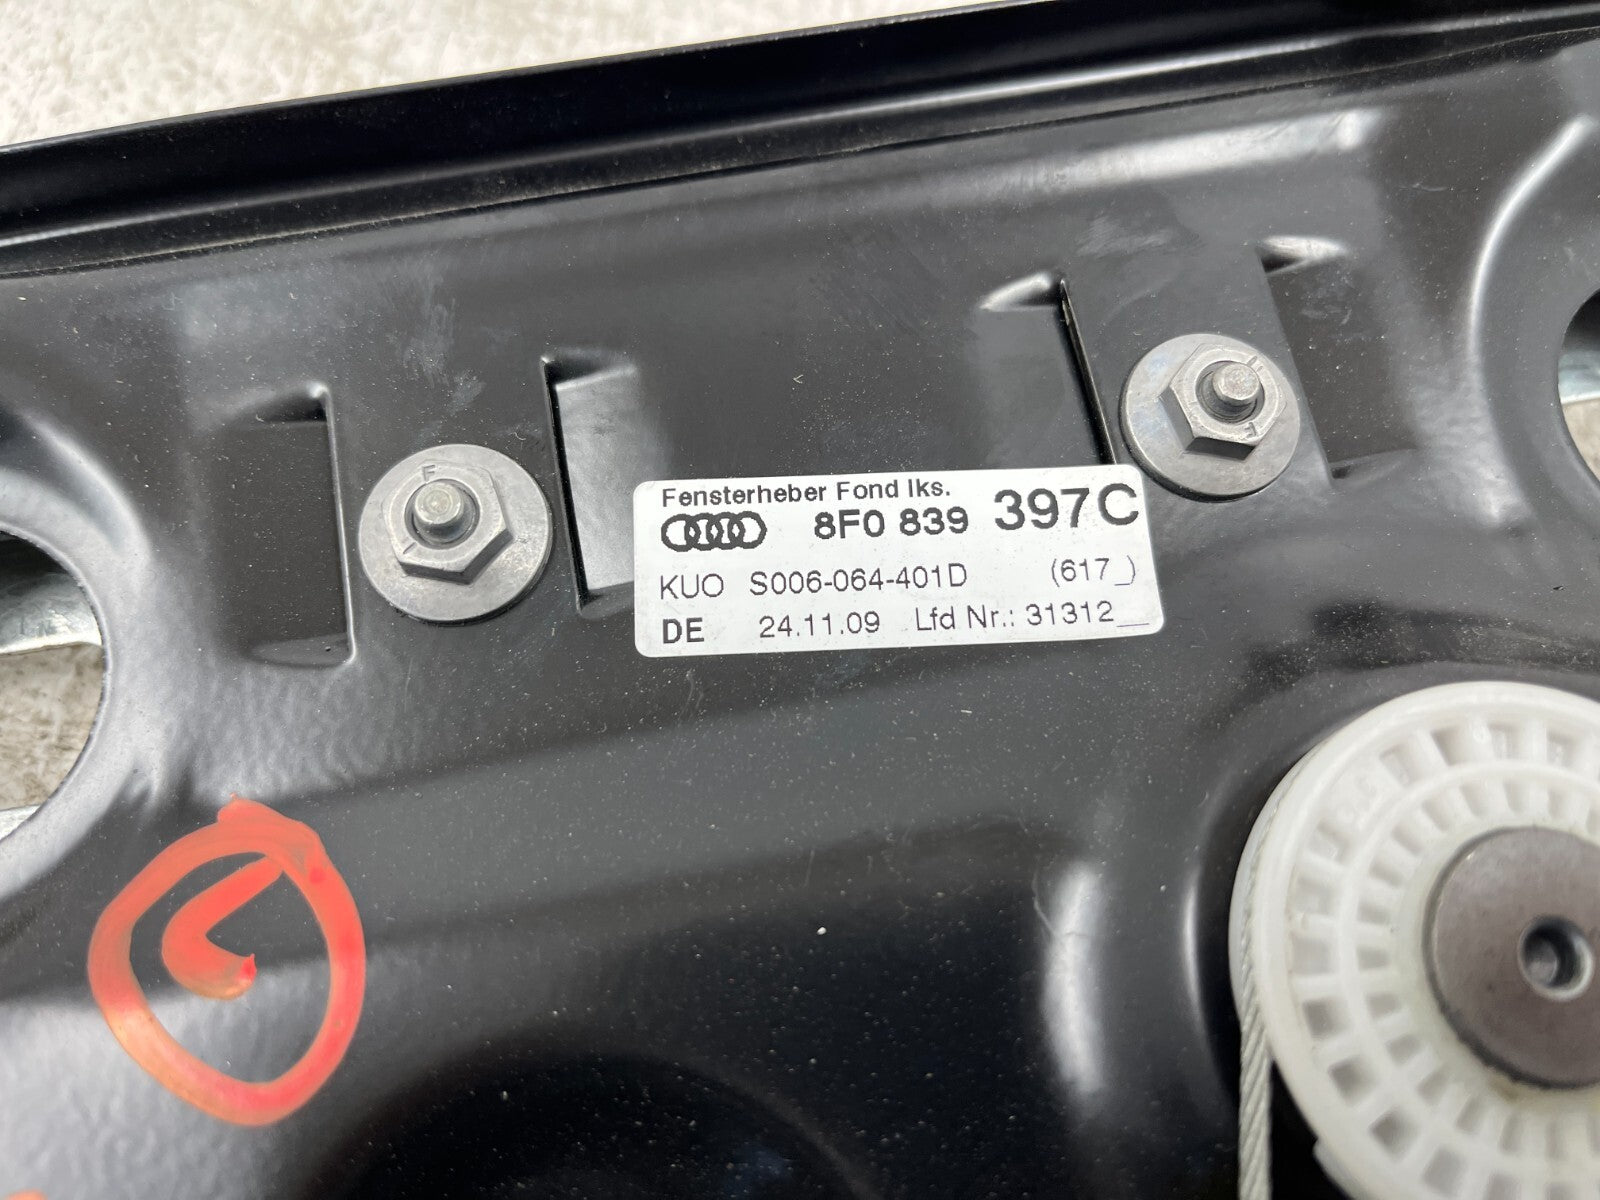 Fensterheber Fond lks.
8F0 839 397C
KUO S006-064-401D (617_)
DE 24.11.09 Lfd Nr.: 31312__
F
F